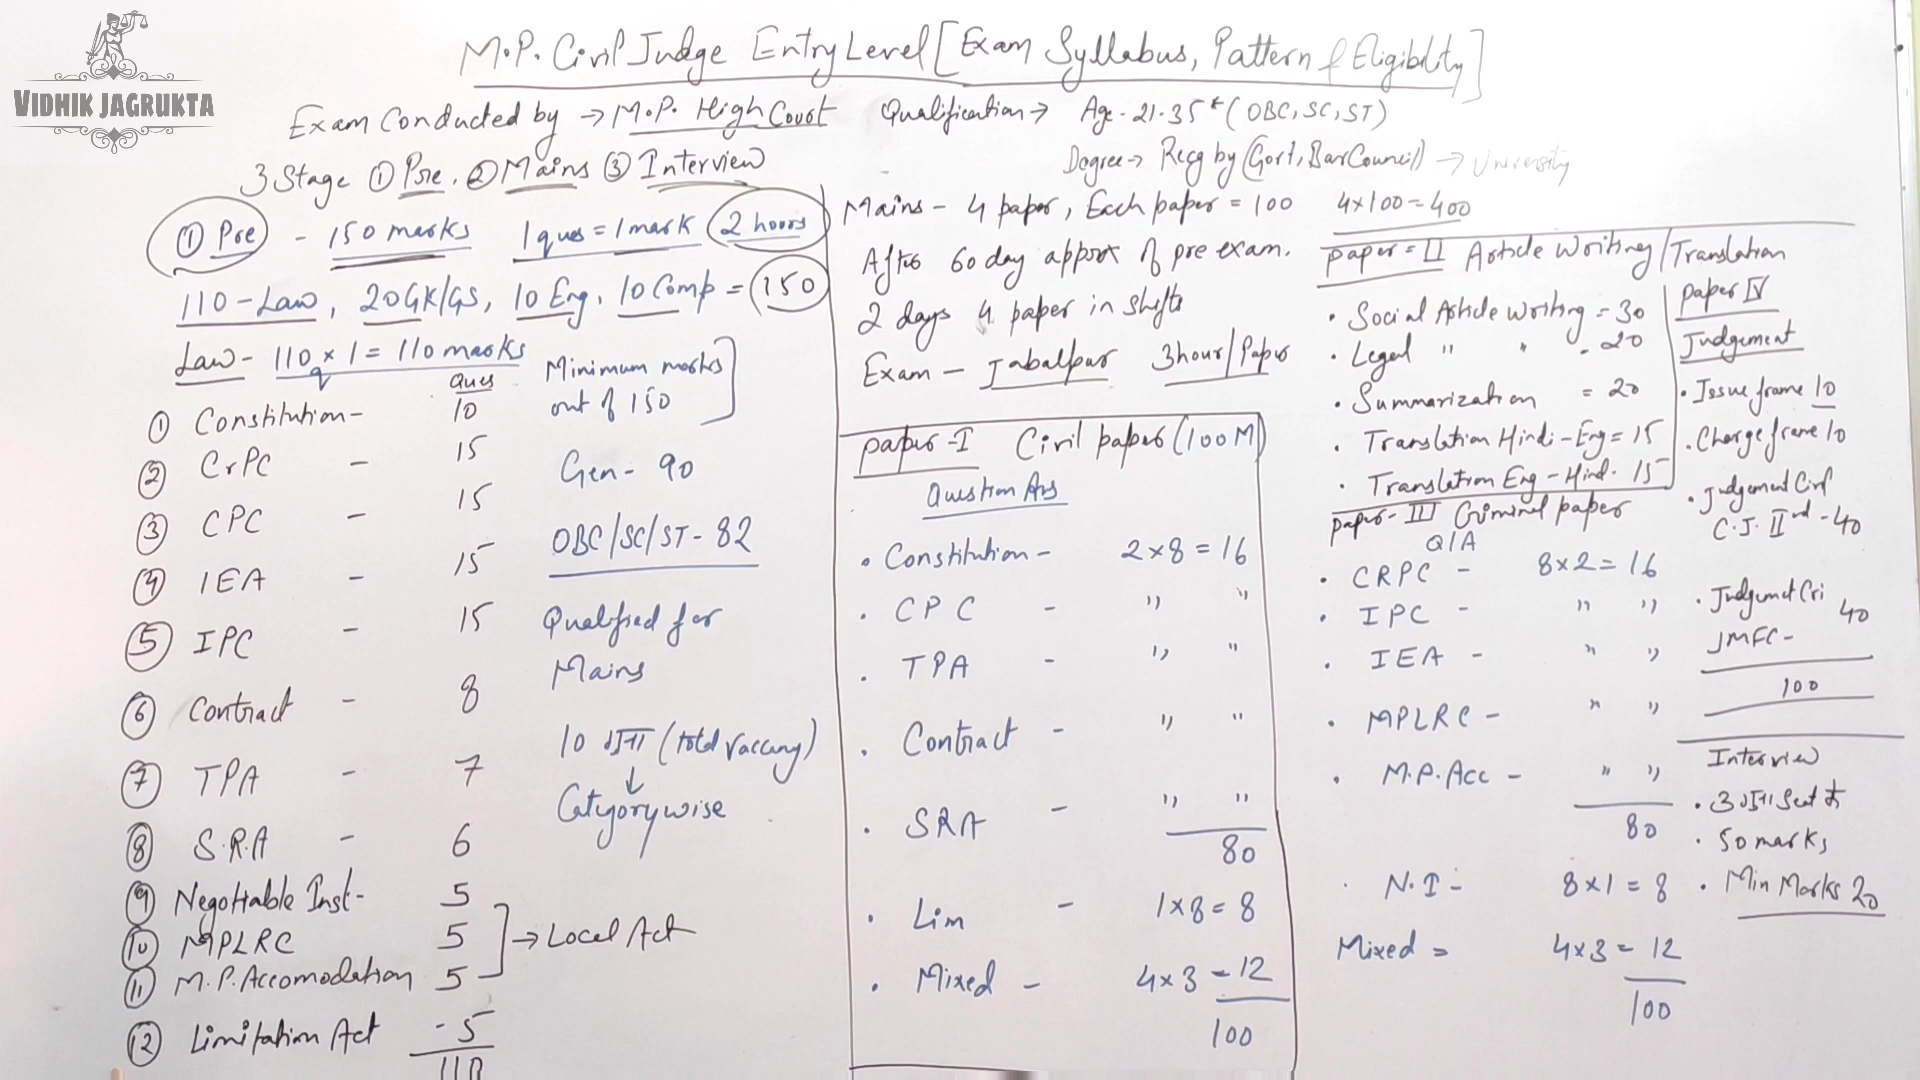 VIDHIK JAGRUKTA
M.P. Civil Judge Entry Level [Exam Syllabus, Pattern & Eligibility]
Exam Conducted by → M.P. High Court
Qualification → Age - 21-35* (OBC, SC, ST)
Degree → Recg by (Govt, Bar Council) → University
3 Stage ① Pre. ② Mains ③ Interview
① Pre - 150 marks 1 ques = 1 mark 2 hours
110-Law, 20 GK/GS, 10 Eng, 10 Comp = 150
Law - 110 q x 1 = 110 marks
Ques
① Constitution - 10
② CrPC - 15
③ CPC - 15
④ IEA - 15
⑤ IPC - 15
⑥ Contract - 8
⑦ TPA - 7
⑧ S.R.A - 6
⑨ Negotiable Inst - 5
⑩ MPLRC 5
⑪ M.P. Accomodation 5
→ Local Act
⑫ Limitation Act - 5
110
Minimum marks
out of 150
Gen - 90
OBC/SC/ST - 82
Qualified for
Mains
10 गुना (total vaccancy)
↓
Categorywise
Mains - 4 paper, Each paper = 100 4x100 = 400
After 60 day approx of pre exam.
2 days 4 paper in shifts
Exam - Jabalpur 3 hour/Paper
paper-I Civil paper (100 M)
Question Ans
• Constitution - 2 x 8 = 16
• CPC - " "
• TPA - " "
• Contract - " "
• SRA - " "
80
• Lim - 1 x 8 = 8
• Mixed - 4 x 3 = 12
100
paper = II Article Writing / Translation
• Social Article Writing = 30
• Legal " " - 20
• Summarization = 20
• Translation Hindi - Eng = 15
• Translation Eng - Hind. 15
paper - III Criminal paper
Q/A
• CRPC - 8 x 2 = 16
• IPC - " "
• IEA - " "
• MPLRC - " "
• M.P. Acc - " "
80
• N.I - 8 x 1 = 8
Mixed = 4 x 3 = 12
100
paper IV
Judgement
• Issue frame 10
• Charge frame 10
• Judgement Civil
C.J. IInd - 40
• Judgment Cri 40
JMFC -
100
Interview
• 3 गुना Seat के
• 50 marks
• Min Marks 20